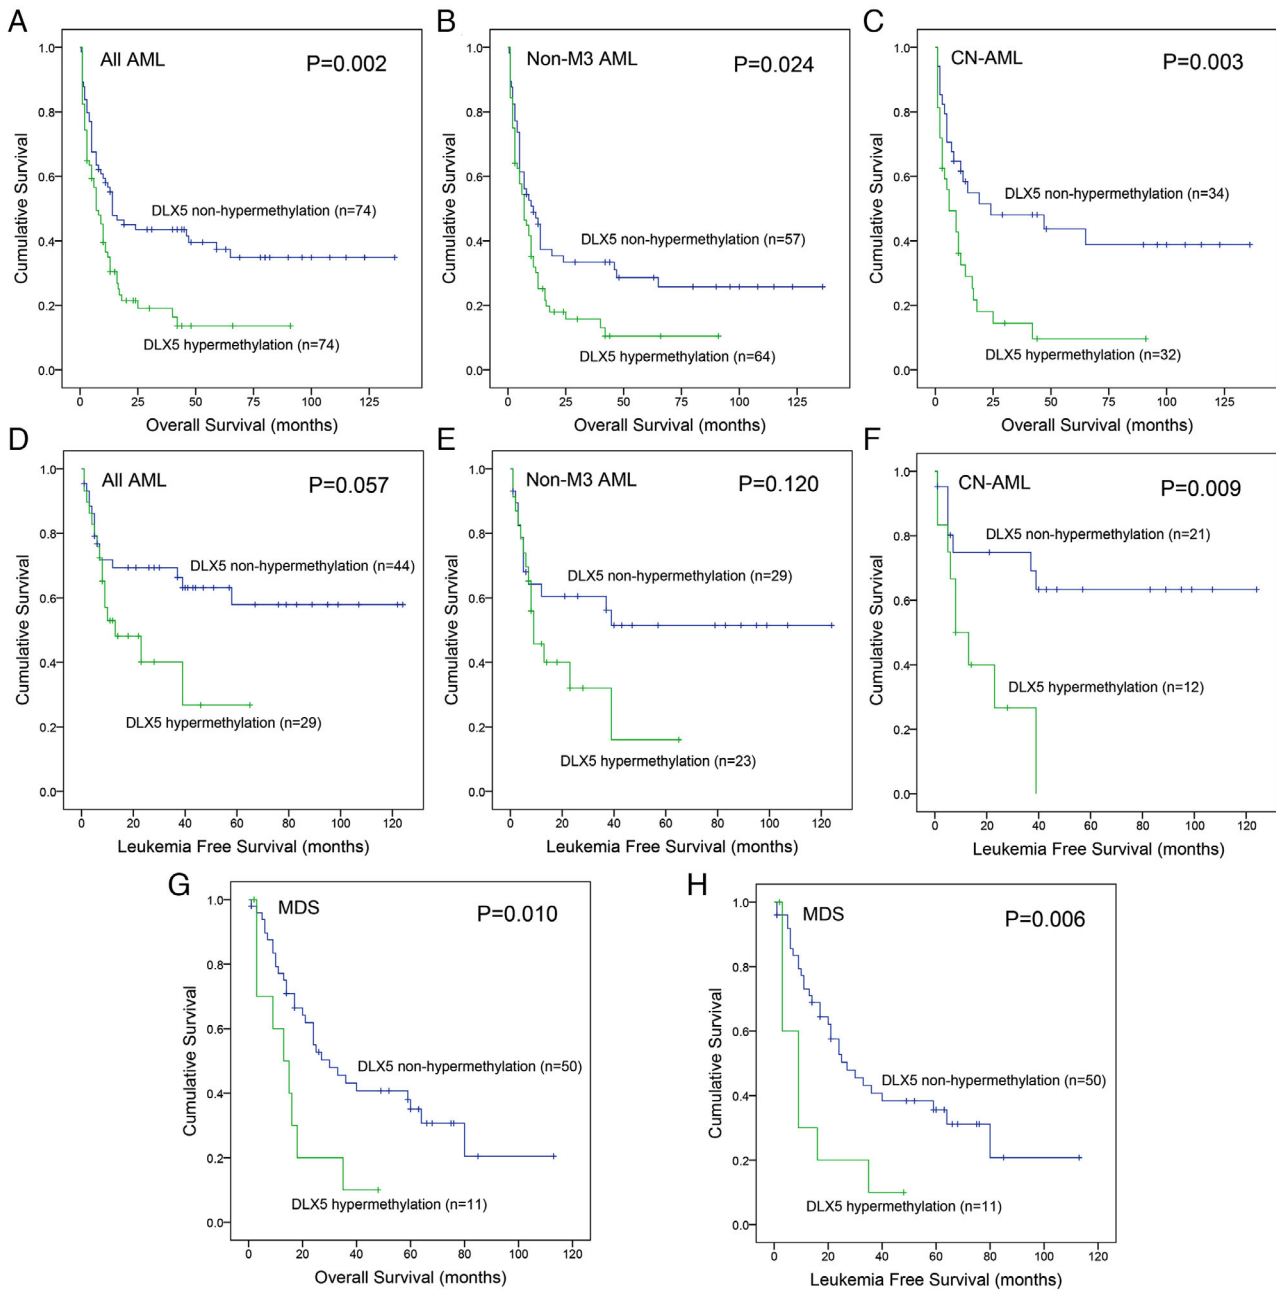 A
All AML
P=0.002
1.0
0.8
0.6
0.4
0.2
0.0
Cumulative Survival
DLX5 non-hypermethylation (n=74)
DLX5 hypermethylation (n=74)
0 25 50 75 100 125
Overall Survival (months)
B
Non-M3 AML
P=0.024
1.0
0.8
0.6
0.4
0.2
0.0
Cumulative Survival
DLX5 non-hypermethylation (n=57)
DLX5 hypermethylation (n=64)
0 25 50 75 100 125
Overall Survival (months)
C
CN-AML
P=0.003
1.0
0.8
0.6
0.4
0.2
0.0
Cumulative Survival
DLX5 non-hypermethylation (n=34)
DLX5 hypermethylation (n=32)
0 25 50 75 100 125
Overall Survival (months)
D
All AML
P=0.057
1.0
0.8
0.6
0.4
0.2
0.0
Cumulative Survival
DLX5 non-hypermethylation (n=44)
DLX5 hypermethylation (n=29)
0 20 40 60 80 100 120
Leukemia Free Survival (months)
E
Non-M3 AML
P=0.120
1.0
0.8
0.6
0.4
0.2
0.0
Cumulative Survival
DLX5 non-hypermethylation (n=29)
DLX5 hypermethylation (n=23)
0 20 40 60 80 100 120
Leukemia Free Survival (months)
F
CN-AML
P=0.009
1.0
0.8
0.6
0.4
0.2
0.0
Cumulative Survival
DLX5 non-hypermethylation (n=21)
DLX5 hypermethylation (n=12)
0 20 40 60 80 100 120
Leukemia Free Survival (months)
G
MDS
P=0.010
1.0
0.8
0.6
0.4
0.2
0.0
Cumulative Survival
DLX5 non-hypermethylation (n=50)
DLX5 hypermethylation (n=11)
0 20 40 60 80 100 120
Overall Survival (months)
H
MDS
P=0.006
1.0
0.8
0.6
0.4
0.2
0.0
Cumulative Survival
DLX5 non-hypermethylation (n=50)
DLX5 hypermethylation (n=11)
0 20 40 60 80 100 120
Leukemia Free Survival (months)